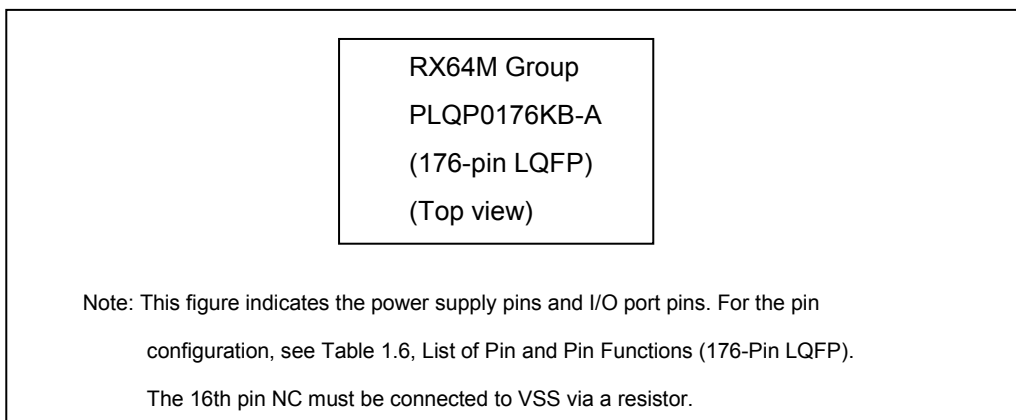 RX64M Group
PLQP0176KB-A
(176-pin LQFP)
(Top view)
Note: This figure indicates the power supply pins and I/O port pins. For the pin
configuration, see Table 1.6, List of Pin and Pin Functions (176-Pin LQFP).
The 16th pin NC must be connected to VSS via a resistor.